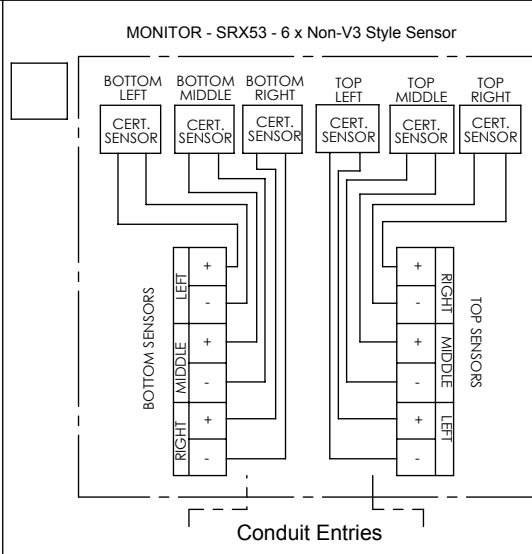 MONITOR - SRX53 - 6 x Non-V3 Style Sensor
BOTTOM LEFT
BOTTOM MIDDLE
BOTTOM RIGHT
TOP LEFT
TOP MIDDLE
TOP RIGHT
CERT. SENSOR
CERT. SENSOR
CERT. SENSOR
CERT. SENSOR
CERT. SENSOR
CERT. SENSOR
BOTTOM SENSORS
LEFT
+
-
MIDDLE
+
-
RIGHT
+
-
+
-
RIGHT
+
-
MIDDLE
+
-
LEFT
TOP SENSORS
Conduit Entries